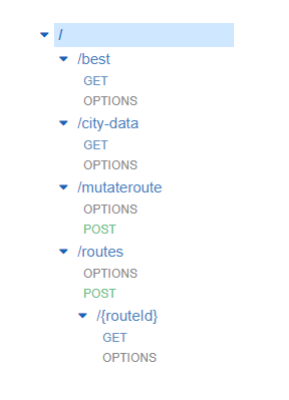 /
/best
GET
OPTIONS
/city-data
GET
OPTIONS
/mutateroute
OPTIONS
POST
/routes
OPTIONS
POST
/{routeId}
GET
OPTIONS